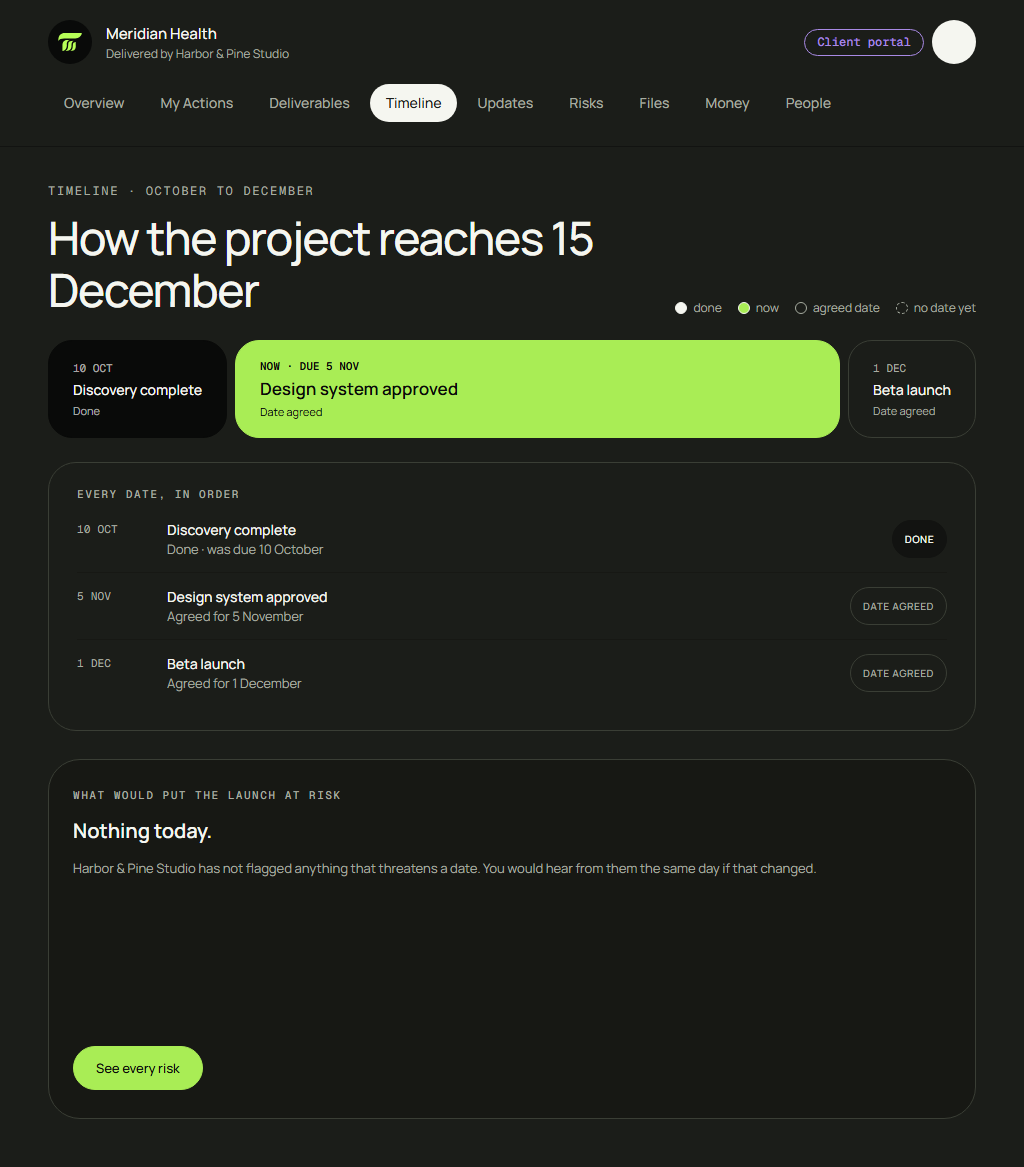 Meridian Health
Delivered by Harbor & Pine Studio
Client portal
Overview
My Actions
Deliverables
Timeline
Updates
Risks
Files
Money
People
TIMELINE · OCTOBER TO DECEMBER
How the project reaches 15
December
done
now
agreed date
no date yet
10 OCT
Discovery complete
Done
NOW · DUE 5 NOV
Design system approved
Date agreed
1 DEC
Beta launch
Date agreed
EVERY DATE, IN ORDER
10 OCT
Discovery complete
Done · was due 10 October
DONE
5 NOV
Design system approved
Agreed for 5 November
DATE AGREED
1 DEC
Beta launch
Agreed for 1 December
DATE AGREED
WHAT WOULD PUT THE LAUNCH AT RISK
Nothing today.
Harbor & Pine Studio has not flagged anything that threatens a date. You would hear from them the same day if that changed.
See every risk